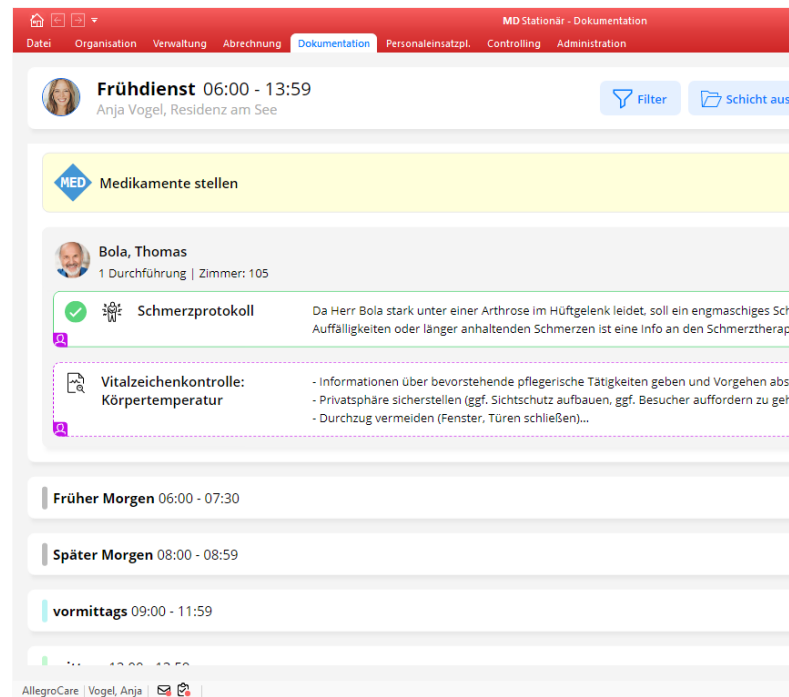 MD Stationär - Dokumentation
Datei Organisation Verwaltung Abrechnung Dokumentation Personaleinsatzpl. Controlling Administration
Frühdienst 06:00 - 13:59
Anja Vogel, Residenz am See
Filter
Schicht aus
MED Medikamente stellen
Bola, Thomas
1 Durchführung | Zimmer: 105
Schmerzprotokoll
Da Herr Bola stark unter einer Arthrose im Hüftgelenk leidet, soll ein engmaschiges Sch
Auffälligkeiten oder länger anhaltenden Schmerzen ist eine Info an den Schmerztherap
Vitalzeichenkontrolle:
Körpertemperatur
- Informationen über bevorstehende pflegerische Tätigkeiten geben und Vorgehen abs
- Privatsphäre sicherstellen (ggf. Sichtschutz aufbauen, ggf. Besucher auffordern zu geh
- Durchzug vermeiden (Fenster, Türen schließen)...
Früher Morgen 06:00 - 07:30
Später Morgen 08:00 - 08:59
vormittags 09:00 - 11:59
AllegroCare | Vogel, Anja |